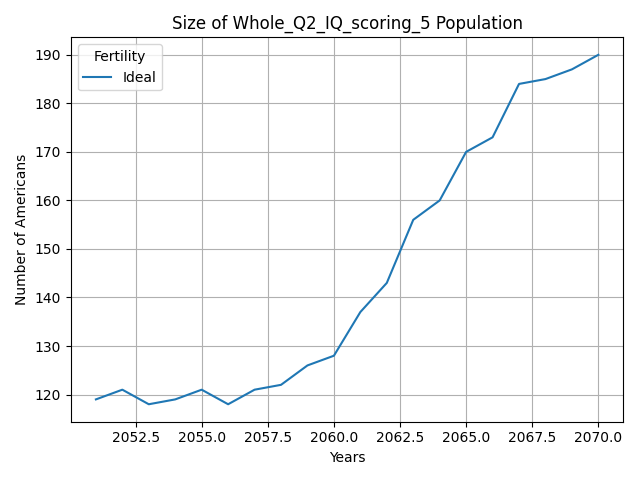 Size of Whole_Q2_IQ_scoring_5 Population
Fertility
Ideal
190
180
170
160
150
140
130
120
Number of Americans
2052.5 2055.0 2057.5 2060.0 2062.5 2065.0 2067.5 2070.0
Years